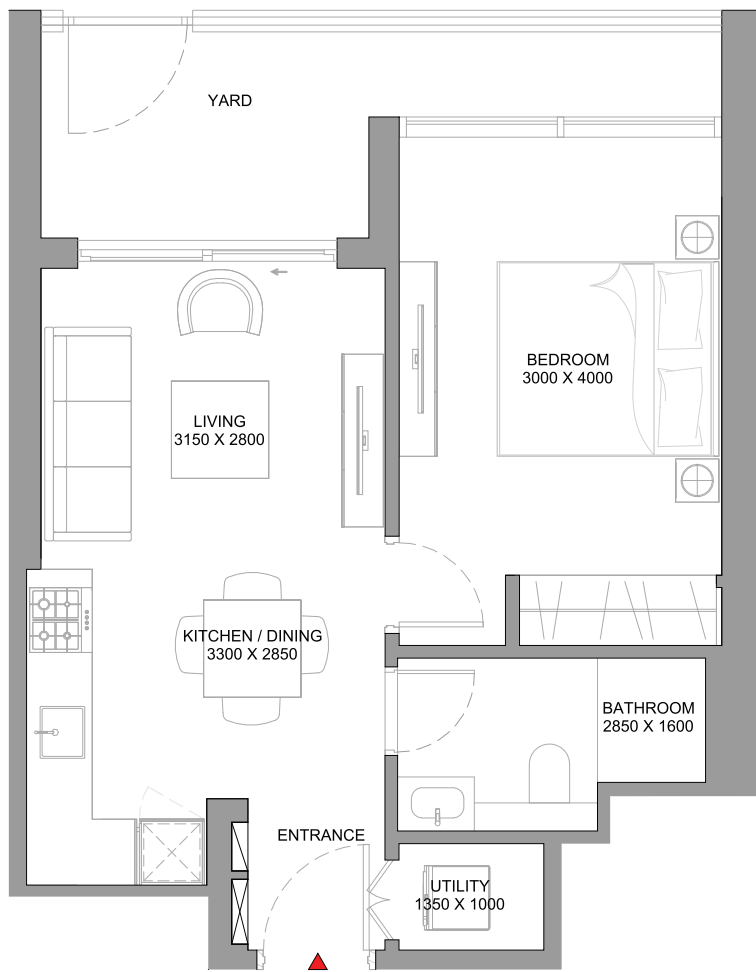 YARD
BEDROOM
3000 X 4000
LIVING
3150 X 2800
KITCHEN / DINING
3300 X 2850
BATHROOM
2850 X 1600
ENTRANCE
UTILITY
1350 X 1000